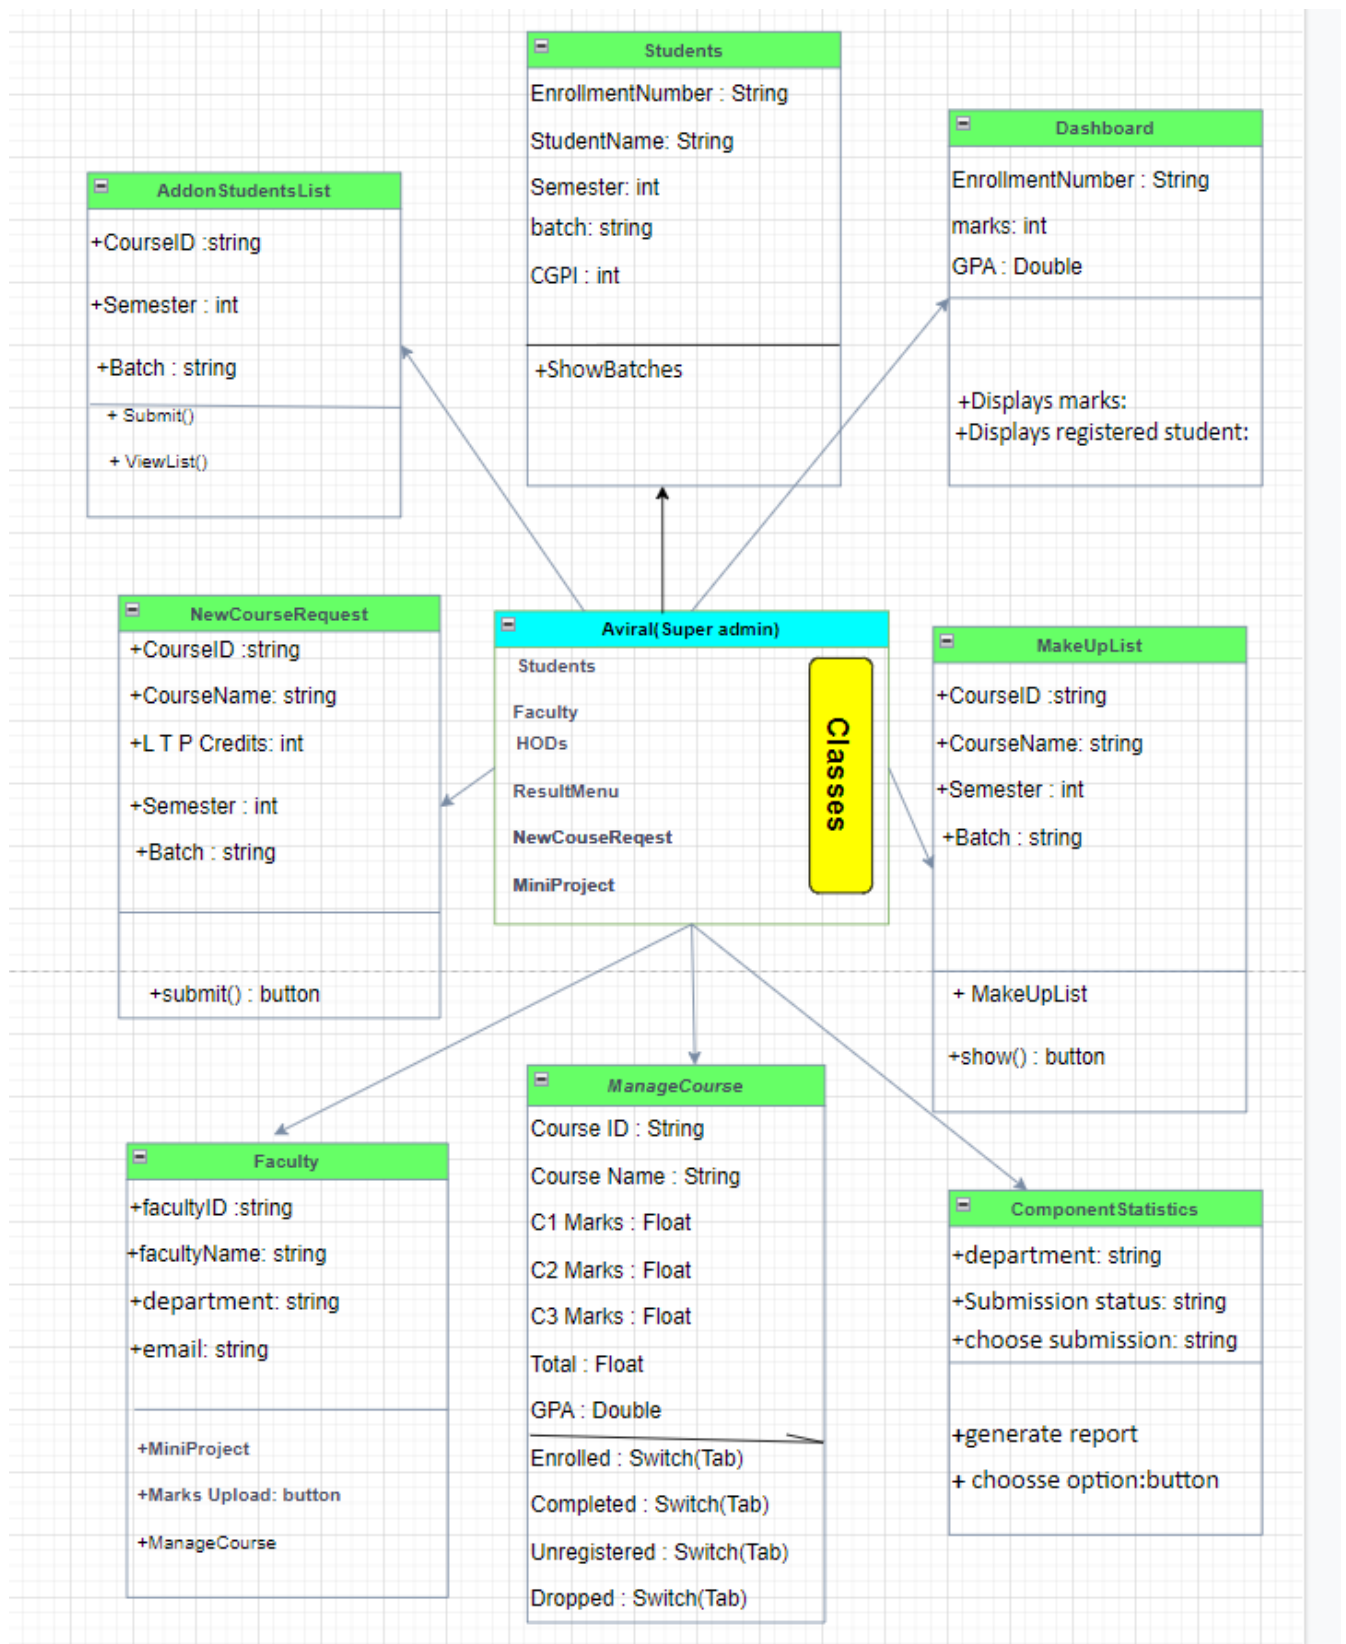 Students
EnrollmentNumber : String
StudentName: String
Semester: int
batch: string
CGPI : int
+ShowBatches
Dashboard
EnrollmentNumber : String
marks: int
GPA : Double
+Displays marks:
+Displays registered student:
AddonStudentsList
+CourseID :string
+Semester : int
+Batch : string
+ Submit()
+ ViewList()
NewCourseRequest
+CourseID :string
+CourseName: string
+L T P Credits: int
+Semester : int
+Batch : string
+submit() : button
Aviral(Super admin)
Students
Faculty
HODs
ResultMenu
NewCouseReqest
MiniProject
Classes
MakeUpList
+CourseID :string
+CourseName: string
+Semester : int
+Batch : string
+ MakeUpList
+show() : button
Faculty
+facultyID :string
+facultyName: string
+department: string
+email: string
+MiniProject
+Marks Upload: button
+ManageCourse
ManageCourse
Course ID : String
Course Name : String
C1 Marks : Float
C2 Marks : Float
C3 Marks : Float
Total : Float
GPA : Double
Enrolled : Switch(Tab)
Completed : Switch(Tab)
Unregistered : Switch(Tab)
Dropped : Switch(Tab)
ComponentStatistics
+department: string
+Submission status: string
+choose submission: string
+generate report
+ choosse option:button